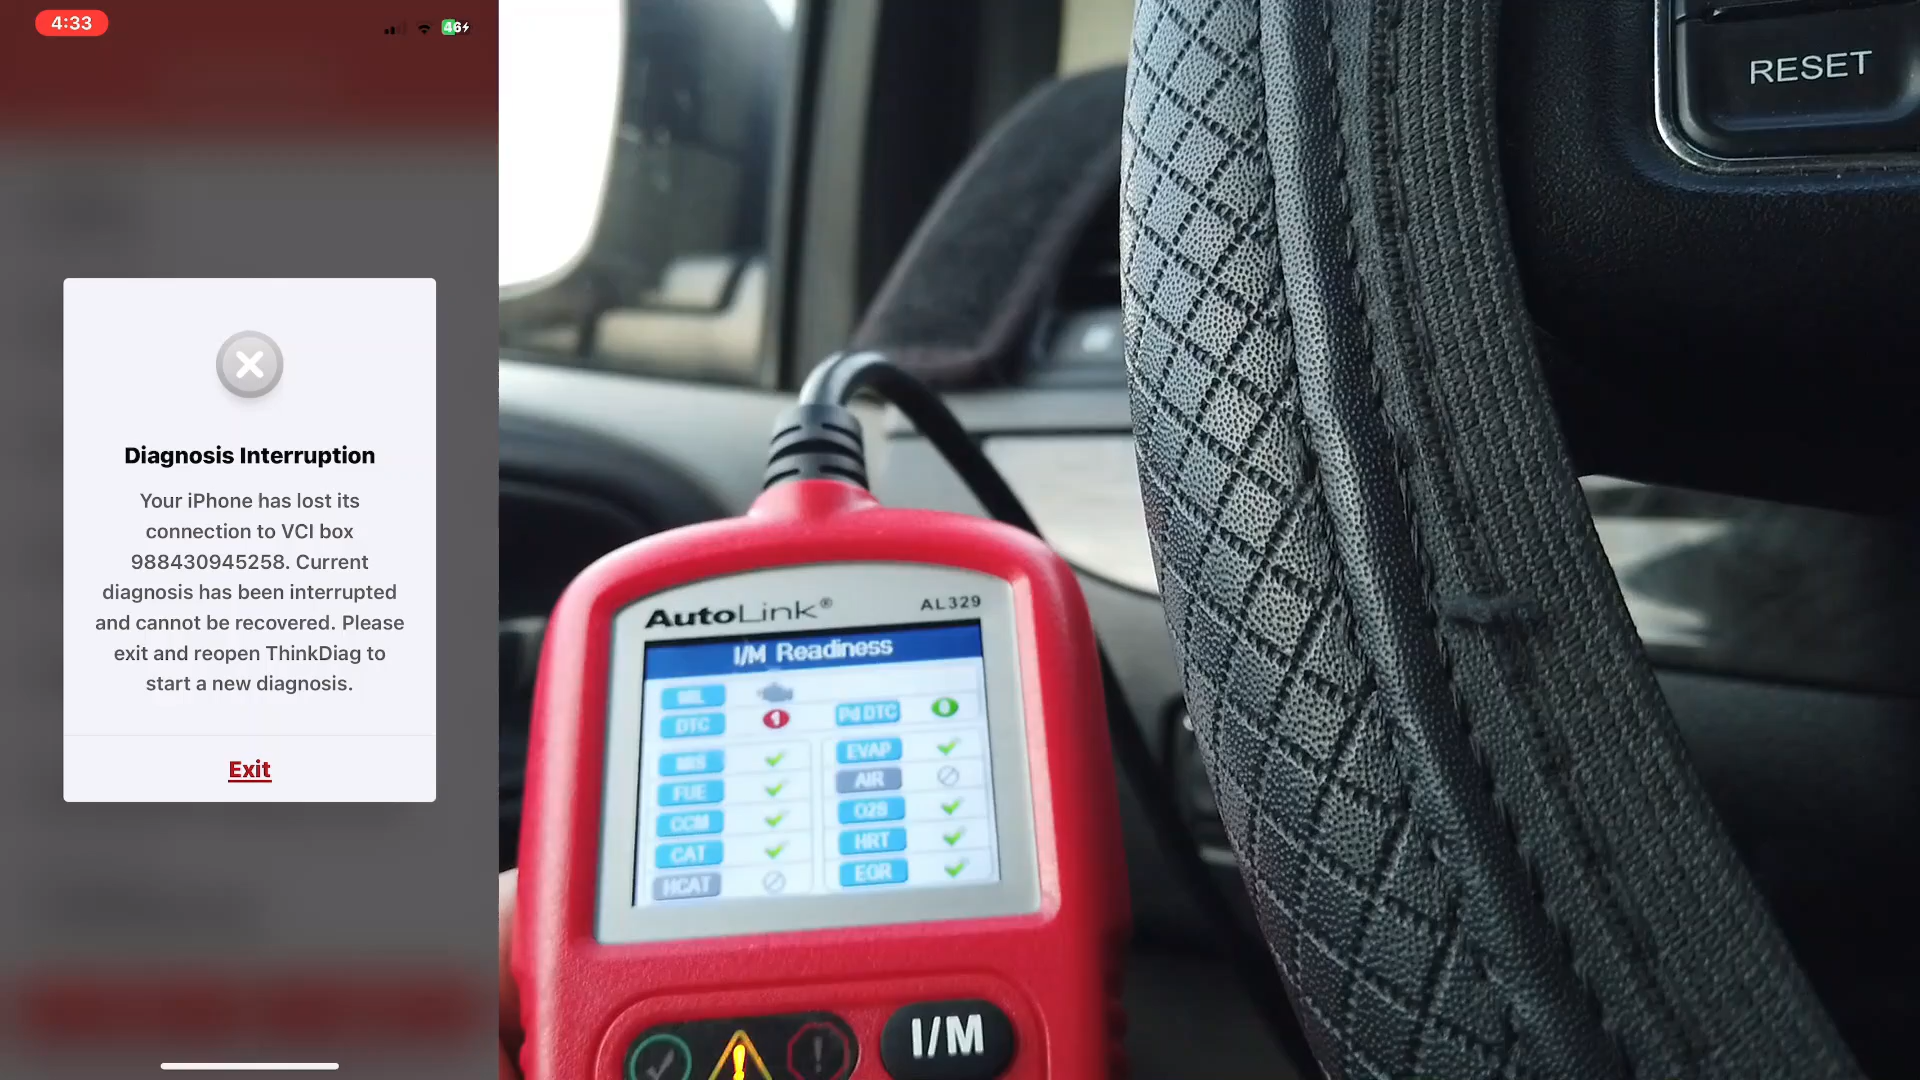 4:33
46
Diagnosis Interruption
Your iPhone has lost its
connection to VCI box
988430945258. Current
diagnosis has been interrupted
and cannot be recovered. Please
exit and reopen ThinkDiag to
start a new diagnosis.
Exit
RESET
AutoLink® AL329
I/M Readiness
MIL
DTC 1 Pd DTC 0
MIS EVAP
FUE AIR
CCM O2S
CAT HRT
HCAT EGR
I/M